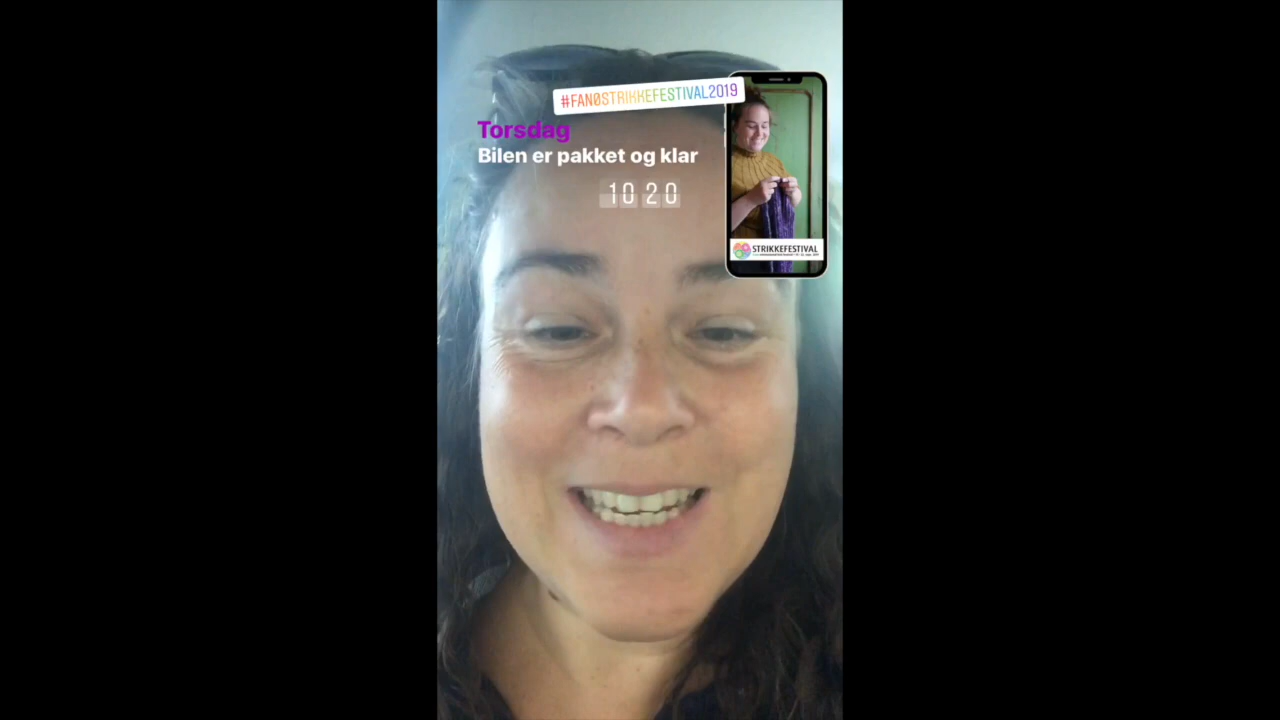 #FANØSTRIKKEFESTIVAL2019
Torsdag
Bilen er pakket og klar
10 20
STRIKKEFESTIVAL